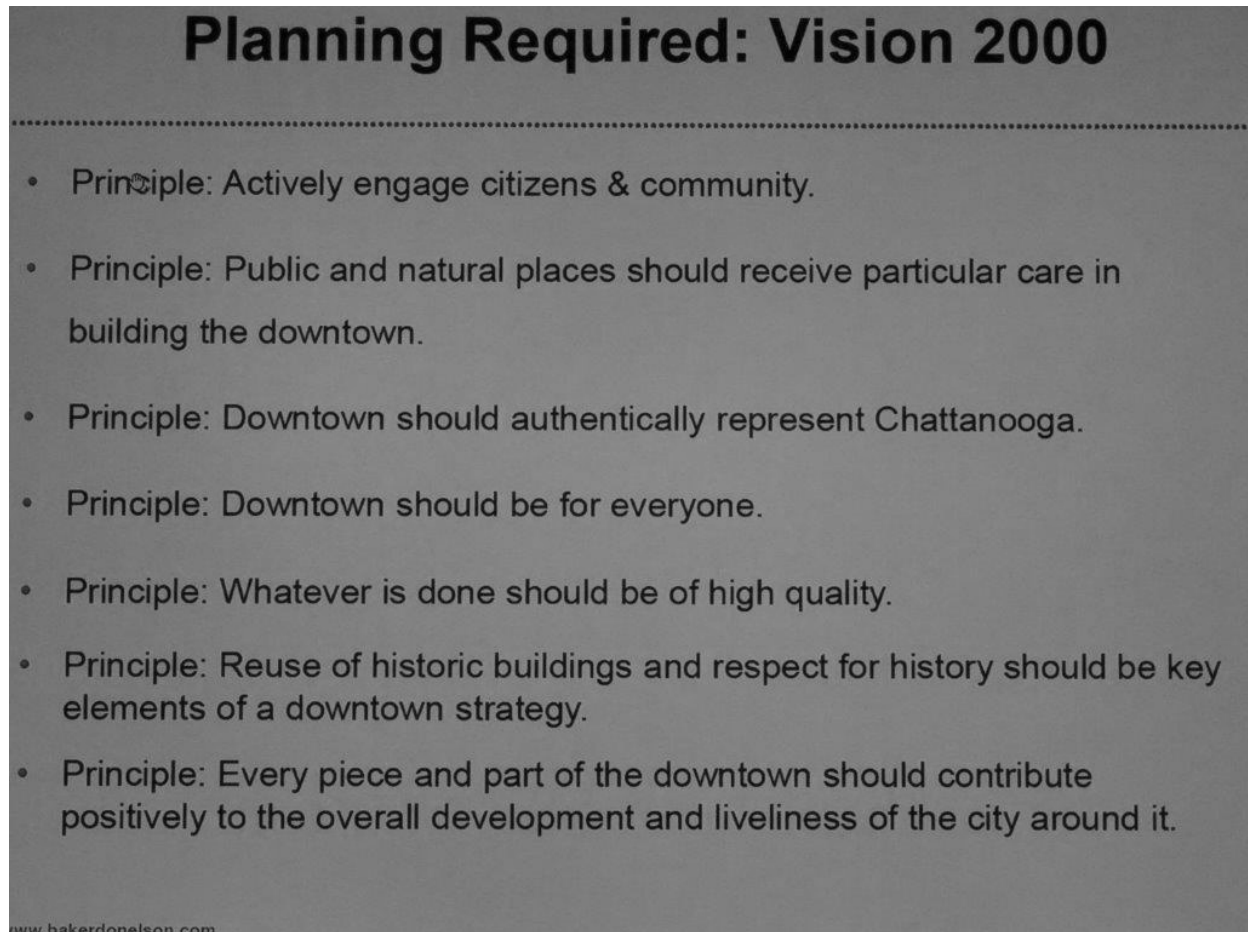 Planning Required: Vision 2000
• Principle: Actively engage citizens & community.
• Principle: Public and natural places should receive particular care in
building the downtown.
• Principle: Downtown should authentically represent Chattanooga.
• Principle: Downtown should be for everyone.
• Principle: Whatever is done should be of high quality.
• Principle: Reuse of historic buildings and respect for history should be key
elements of a downtown strategy.
• Principle: Every piece and part of the downtown should contribute
positively to the overall development and liveliness of the city around it.
www.bakerdonelson.com